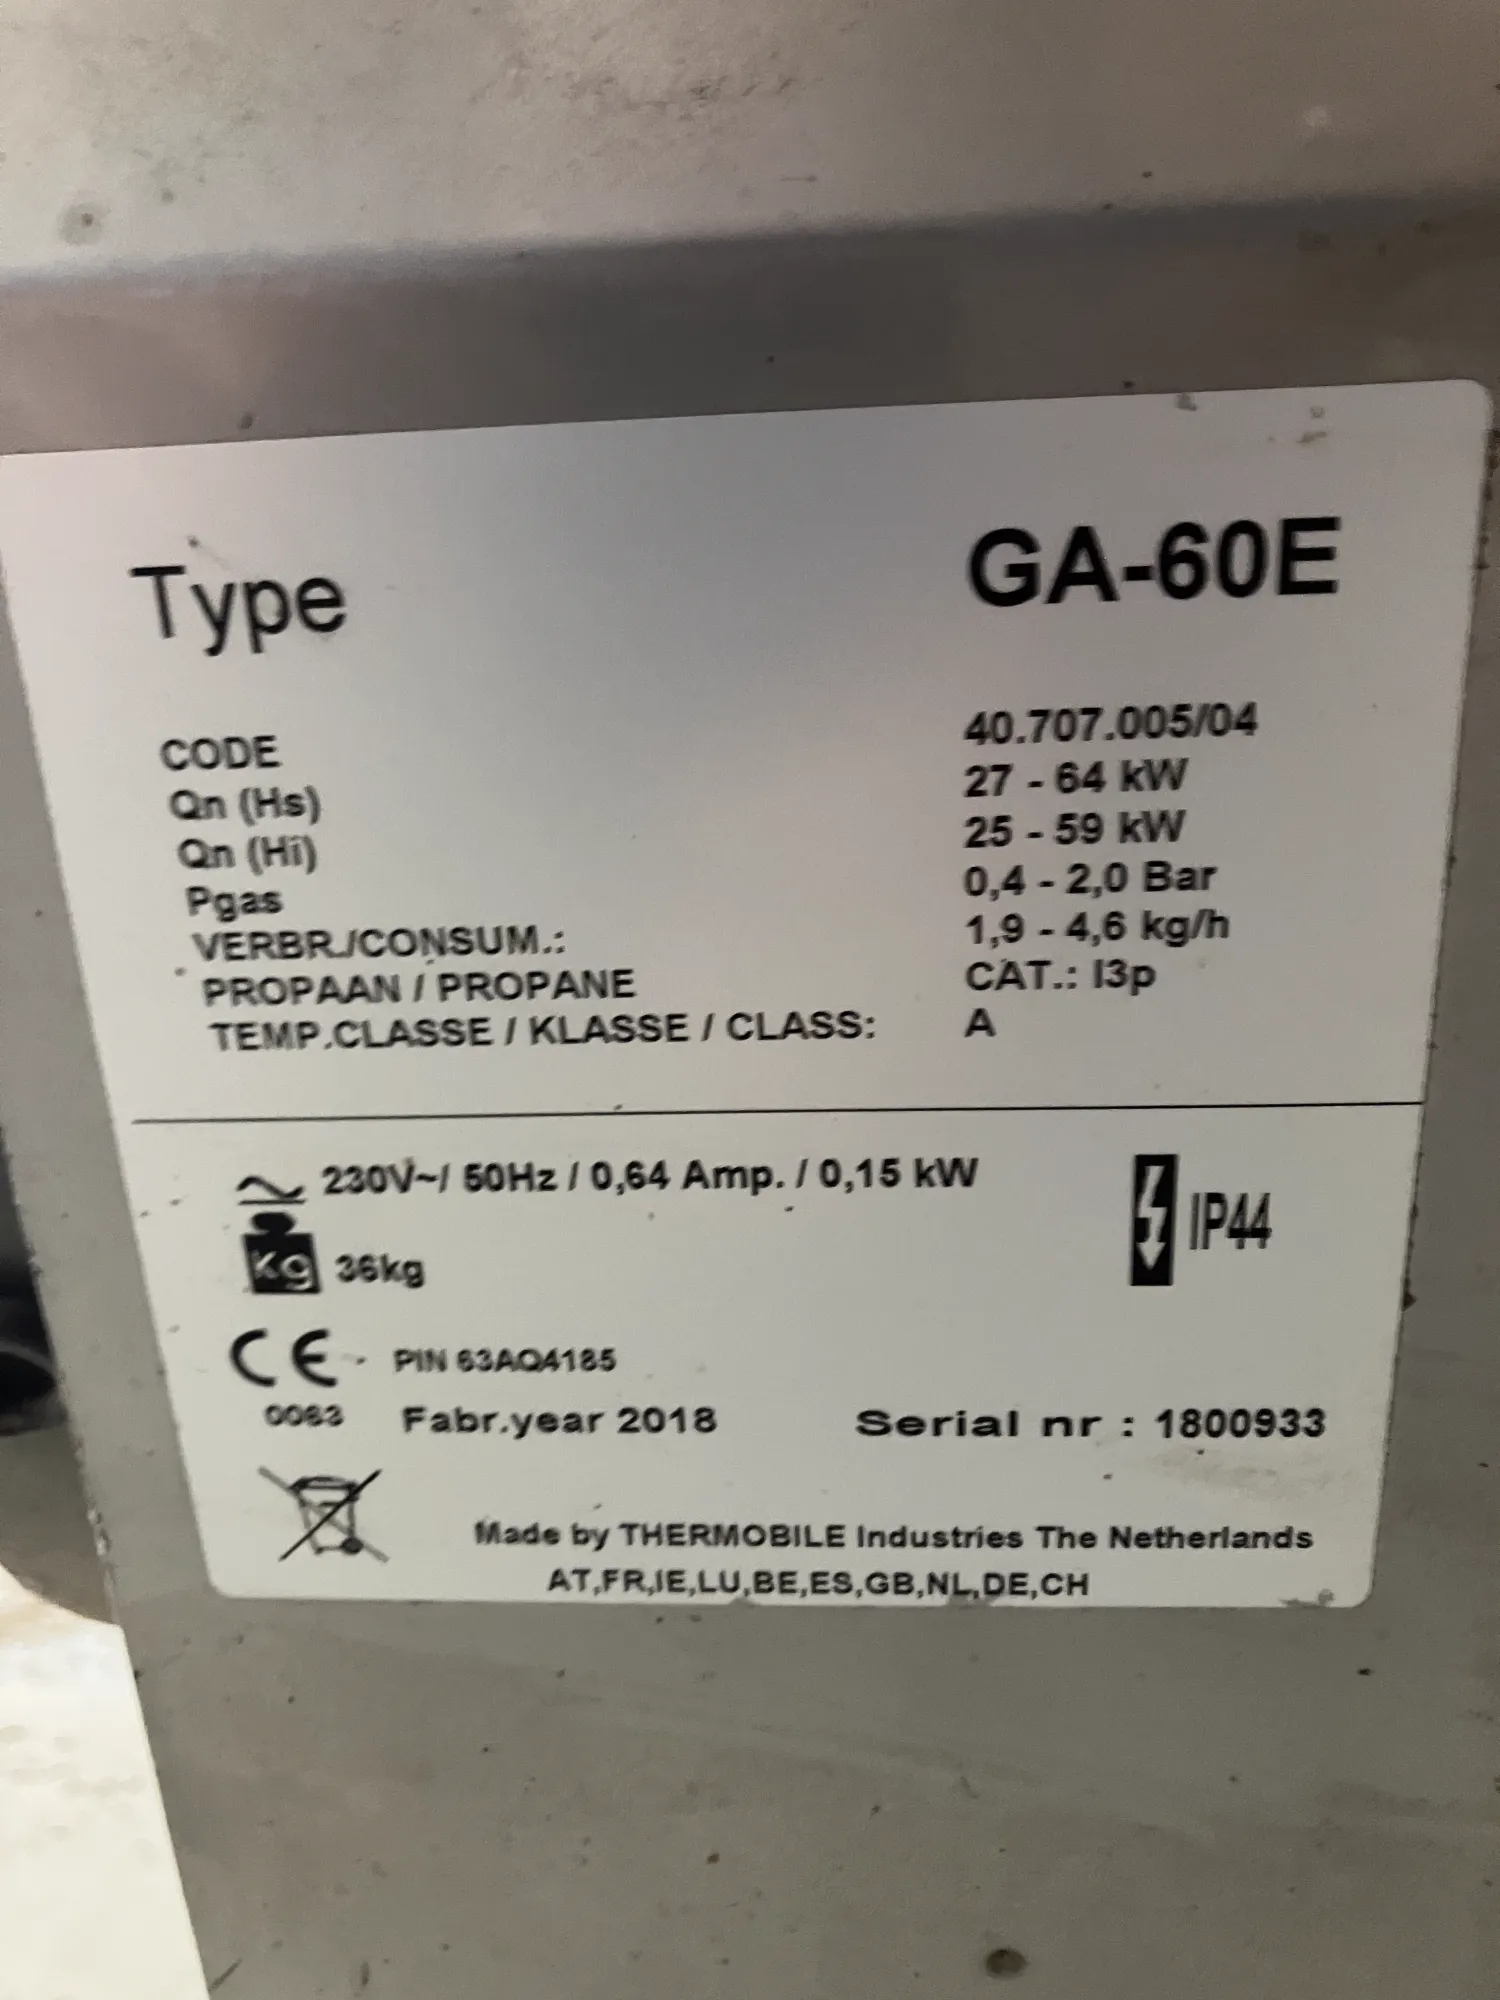 Type GA-60E
CODE 40.707.005/04
Qn (Hs) 27 - 64 kW
Qn (Hi) 25 - 59 kW
Pgas 0,4 - 2,0 Bar
VERBR./CONSUM.: 1,9 - 4,6 kg/h
PROPAAN / PROPANE CAT.: I3p
TEMP.CLASSE / KLASSE / CLASS: A
230V~/ 50Hz / 0,64 Amp. / 0,15 kW
IP44
kg 36kg
CE PIN 63AQ4185
0063 Fabr.year 2018 Serial nr : 1800933
Made by THERMOBILE Industries The Netherlands
AT,FR,IE,LU,BE,ES,GB,NL,DE,CH